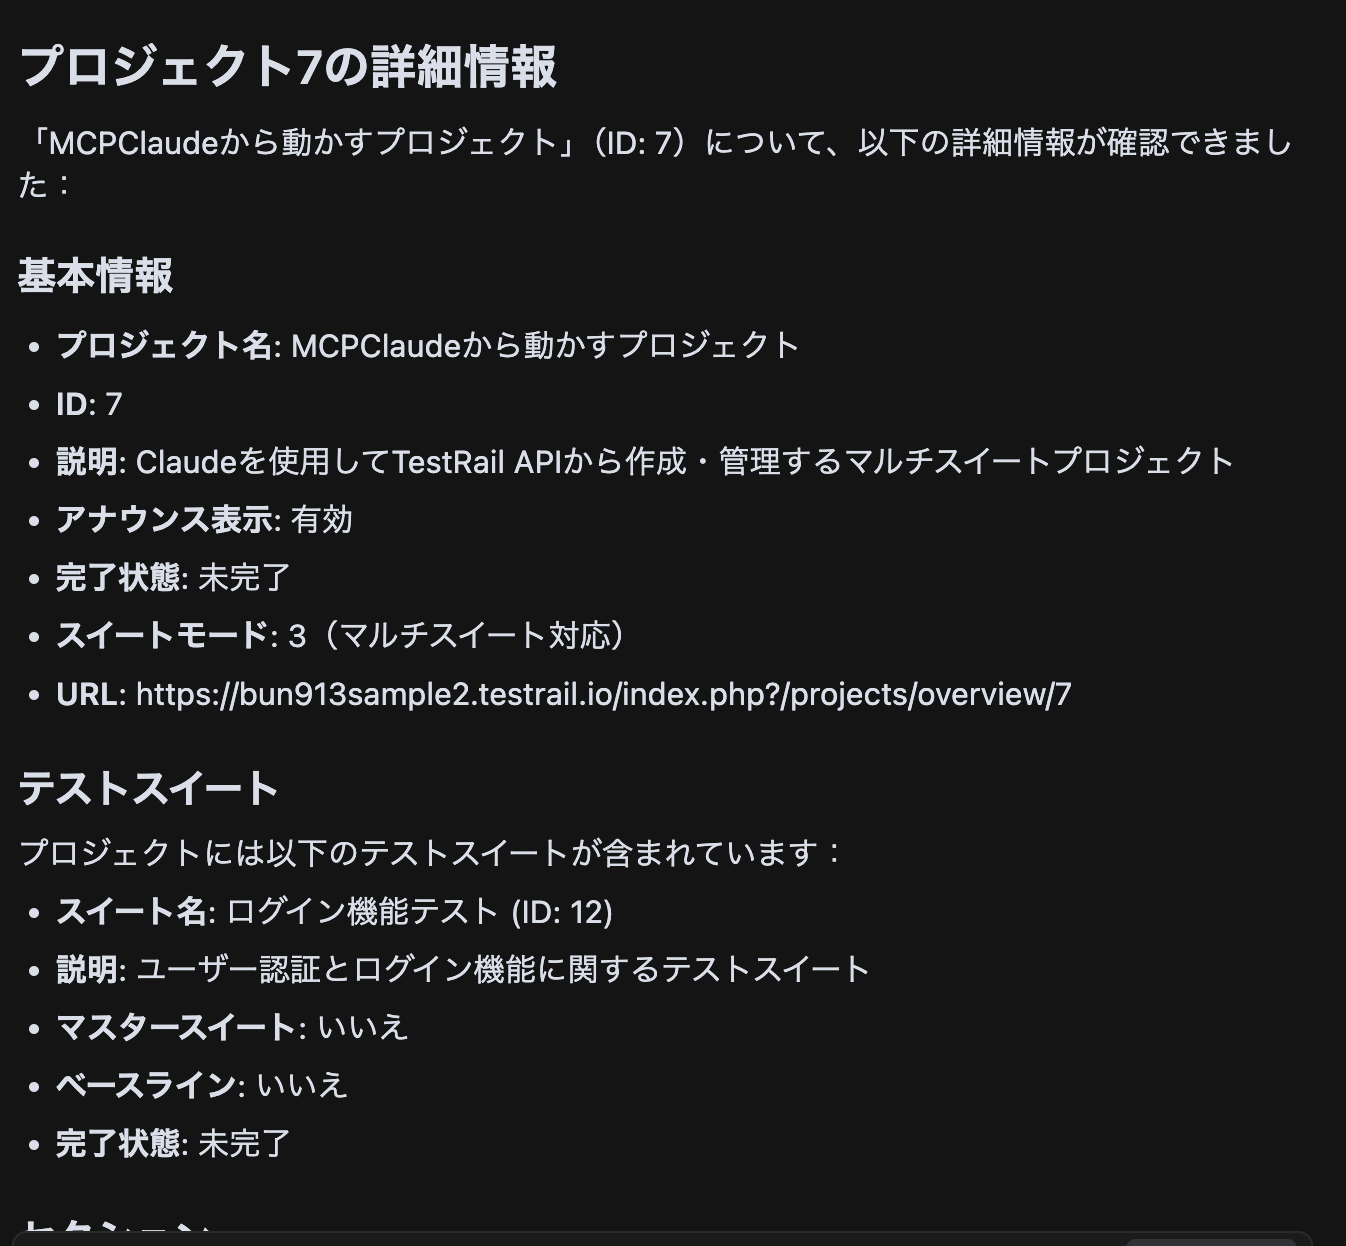 プロジェクト7の詳細情報
「MCPClaudeから動かすプロジェクト」（ID: 7）について、以下の詳細情報が確認できまし
た：
基本情報
• プロジェクト名: MCPClaudeから動かすプロジェクト
• ID: 7
• 説明: Claudeを使用してTestRail APIから作成・管理するマルチスイートプロジェクト
• アナウンス表示: 有効
• 完了状態: 未完了
• スイートモード: 3（マルチスイート対応）
• URL: https://bun913sample2.testrail.io/index.php?/projects/overview/7
テストスイート
プロジェクトには以下のテストスイートが含まれています：
• スイート名: ログイン機能テスト (ID: 12)
• 説明: ユーザー認証とログイン機能に関するテストスイート
• マスタースイート: いいえ
• ベースライン: いいえ
• 完了状態: 未完了
セクション